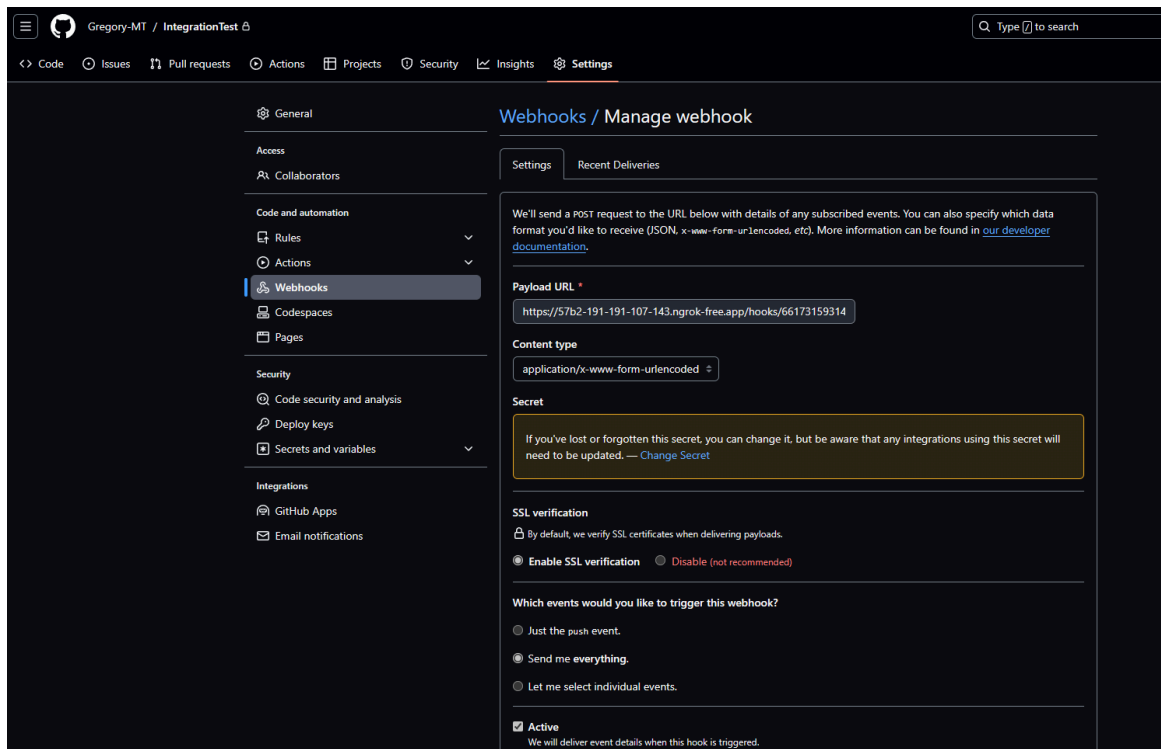 Gregory-MT / IntegrationTest
Type / to search
Code Issues Pull requests Actions Projects Security Insights Settings
General
Access
Collaborators
Code and automation
Rules
Actions
Webhooks
Codespaces
Pages
Security
Code security and analysis
Deploy keys
Secrets and variables
Integrations
GitHub Apps
Email notifications
Webhooks / Manage webhook
Settings Recent Deliveries
We'll send a POST request to the URL below with details of any subscribed events. You can also specify which data
format you'd like to receive (JSON, x-www-form-urlencoded, etc). More information can be found in our developer
documentation.
Payload URL *
https://57b2-191-191-107-143.ngrok-free.app/hooks/66173159314
Content type
application/x-www-form-urlencoded
Secret
If you've lost or forgotten this secret, you can change it, but be aware that any integrations using this secret will
need to be updated. — Change Secret
SSL verification
By default, we verify SSL certificates when delivering payloads.
Enable SSL verification Disable (not recommended)
Which events would you like to trigger this webhook?
Just the push event.
Send me everything.
Let me select individual events.
Active
We will deliver event details when this hook is triggered.